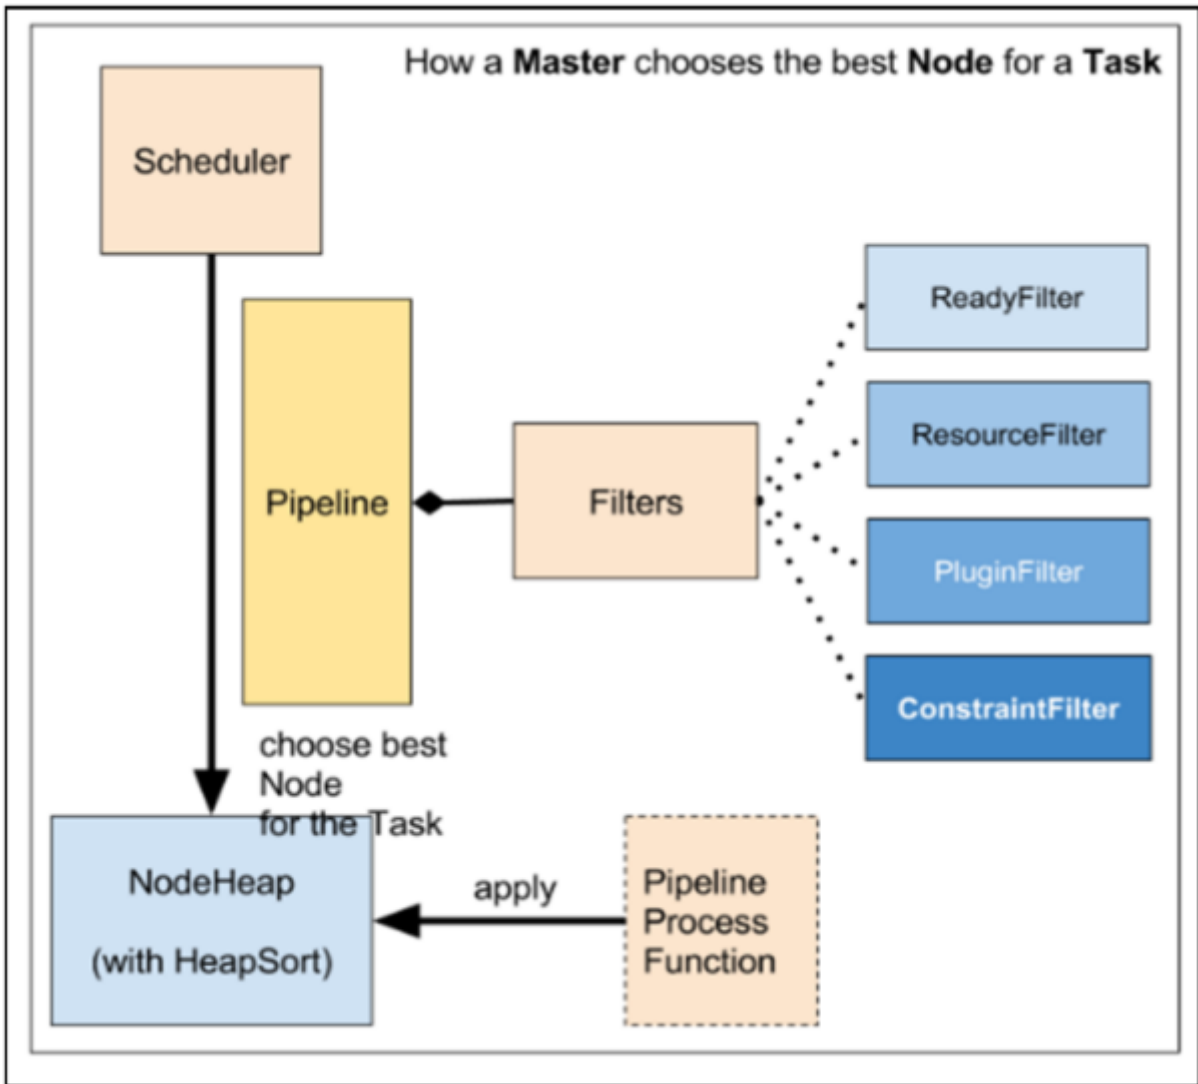 How a Master chooses the best Node for a Task
Scheduler
ReadyFilter
ResourceFilter
Pipeline
Filters
PluginFilter
ConstraintFilter
choose best
Node
for the Task
NodeHeap
(with HeapSort)
apply
Pipeline
Process
Function